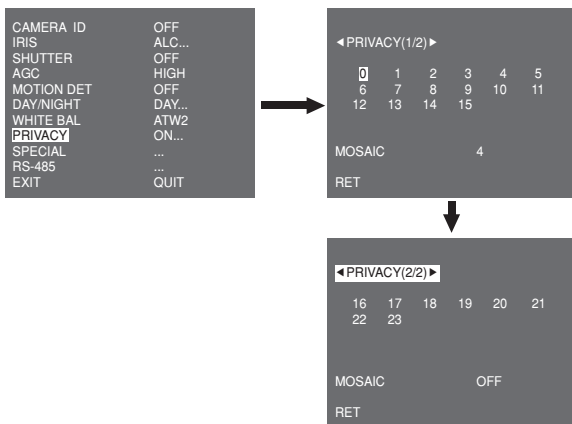 CAMERA ID OFF
IRIS ALC...
SHUTTER OFF
AGC HIGH
MOTION DET OFF
DAY/NIGHT DAY...
WHITE BAL ATW2
PRIVACY ON...
SPECIAL ...
RS-485 ...
EXIT QUIT
◀PRIVACY(1/2)▶
0 1 2 3 4 5
6 7 8 9 10 11
12 13 14 15
MOSAIC 4
RET
◀PRIVACY(2/2)▶
16 17 18 19 20 21
22 23
MOSAIC OFF
RET